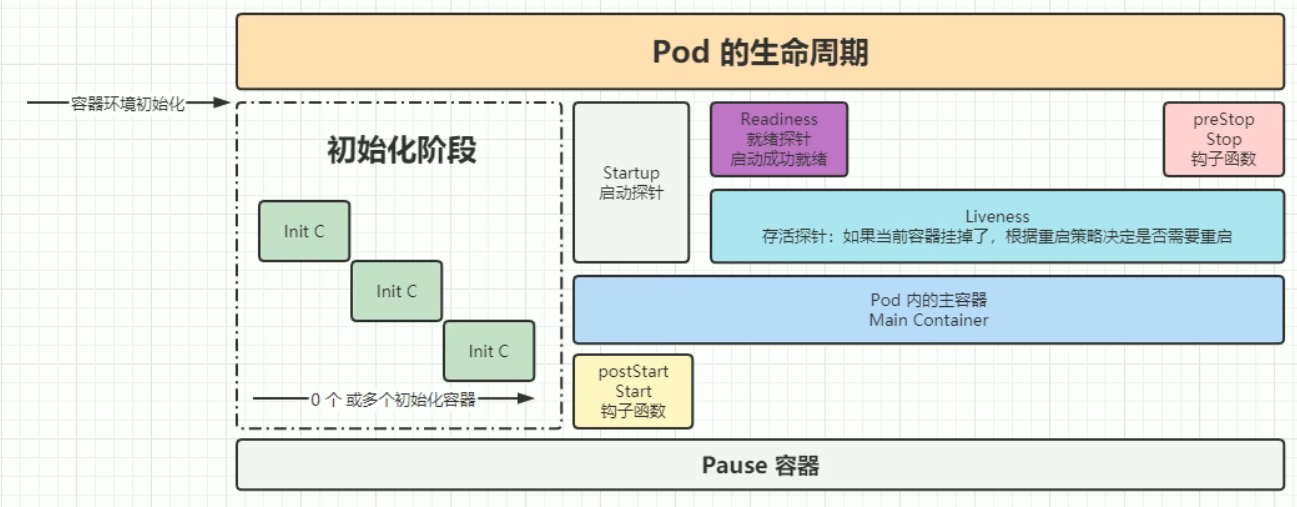 Pod 的生命周期
容器环境初始化
初始化阶段
Init C
Init C
Init C
0 个 或多个初始化容器
Startup
启动探针
Readiness
就绪探针
启动成功就绪
preStop
Stop
钩子函数
Liveness
存活探针：如果当前容器挂掉了，根据重启策略决定是否需要重启
Pod 内的主容器
Main Container
postStart
Start
钩子函数
Pause 容器